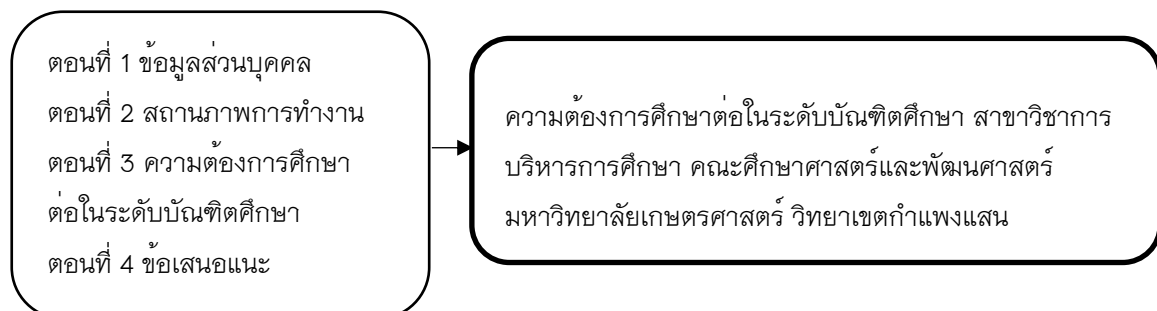 ตอนที่ 1 ข้อมูลส่วนบุคคล
ตอนที่ 2 สถานภาพการทำงาน
ตอนที่ 3 ความต้องการศึกษา
ต่อในระดับบัณฑิตศึกษา
ตอนที่ 4 ข้อเสนอแนะ
ความต้องการศึกษาต่อในระดับบัณฑิตศึกษา สาขาวิชาการ
บริหารการศึกษา คณะศึกษาศาสตร์และพัฒนศาสตร์
มหาวิทยาลัยเกษตรศาสตร์ วิทยาเขตกำแพงแสน